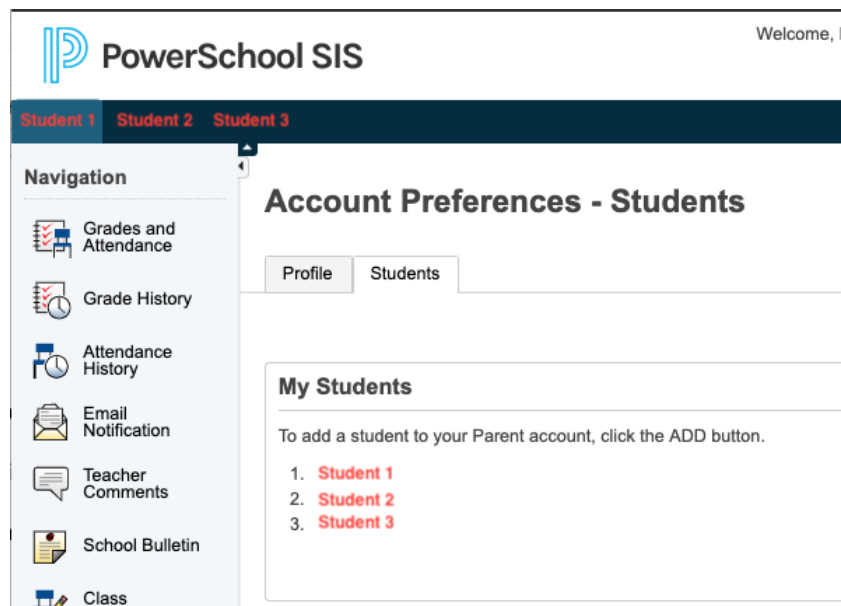 PowerSchool SIS
Welcome,
Student 1 Student 2 Student 3
Navigation
Grades and
Attendance
Grade History
Attendance
History
Email
Notification
Teacher
Comments
School Bulletin
Class
Account Preferences - Students
Profile Students
My Students
To add a student to your Parent account, click the ADD button.
1. Student 1
2. Student 2
3. Student 3